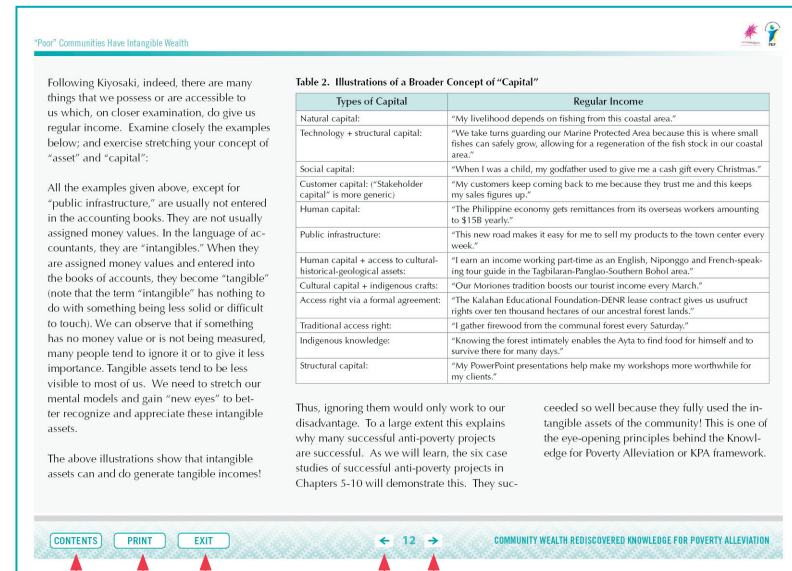 "Poor" Communities Have Intangible Wealth
Following Kiyosaki, indeed, there are many
things that we possess or are accessible to
us which, on closer examination, do give us
regular income. Examine closely the examples
below; and exercise stretching your concept of
"asset" and "capital":
All the examples given above, except for
"public infrastructure," are usually not entered
in the accounting books. They are not usually
assigned money values. In the language of ac-
countants, they are "intangibles." When they
are assigned money values and entered into
the books of accounts, they become "tangible"
(note that the term "intangible" has nothing to
do with something being less solid or difficult
to touch). We can observe that if something
has no money value or is not being measured,
many people tend to ignore it or to give it less
importance. Tangible assets tend to be less
visible to most of us. We need to stretch our
mental models and gain "new eyes" to bet-
ter recognize and appreciate these intangible
assets.
The above illustrations show that intangible
assets can and do generate tangible incomes!
Table 2. Illustrations of a Broader Concept of "Capital"
Types of Capital
Regular Income
Natural capital:
"My livelihood depends on fishing from this coastal area."
Technology + structural capital:
"We take turns guarding our Marine Protected Area because this is where small
fishes can safely grow, allowing for a regeneration of the fish stock in our coastal
area."
Social capital:
"When I was a child, my godfather used to give me a cash gift every Christmas."
Customer capital: ("Stakeholder
capital" is more generic)
"My customers keep coming back to me because they trust me and this keeps
my sales figures up."
Human capital:
"The Philippine economy gets remittances from its overseas workers amounting
to $15B yearly."
Public infrastructure:
"This new road makes it easy for me to sell my products to the town center every
week."
Human capital + access to cultural-
historical-geological assets:
"I earn an income working part-time as an English, Niponggo and French-speak-
ing tour guide in the Tagbilaran-Panglao-Southern Bohol area."
Cultural capital + indigenous crafts:
"Our Moriones tradition boosts our tourist income every March."
Access right via a formal agreement:
"The Kalahan Educational Foundation-DENR lease contract gives us usufruct
rights over ten thousand hectares of our ancestral forest lands."
Traditional access right:
"I gather firewood from the communal forest every Saturday."
Indigenous knowledge:
"Knowing the forest intimately enables the Ayta to find food for himself and to
survive there for many days."
Structural capital:
"My PowerPoint presentations help make my workshops more worthwhile for
my clients."
Thus, ignoring them would only work to our
disadvantage. To a large extent this explains
why many successful anti-poverty projects
are successful. As we will learn, the six case
studies of successful anti-poverty projects in
Chapters 5-10 will demonstrate this. They suc-
ceeded so well because they fully used the in-
tangible assets of the community! This is one of
the eye-opening principles behind the Knowl-
edge for Poverty Alleviation or KPA framework.
CONTENTS
PRINT
EXIT
12
COMMUNITY WEALTH REDISCOVERED KNOWLEDGE FOR POVERTY ALLEVIATION